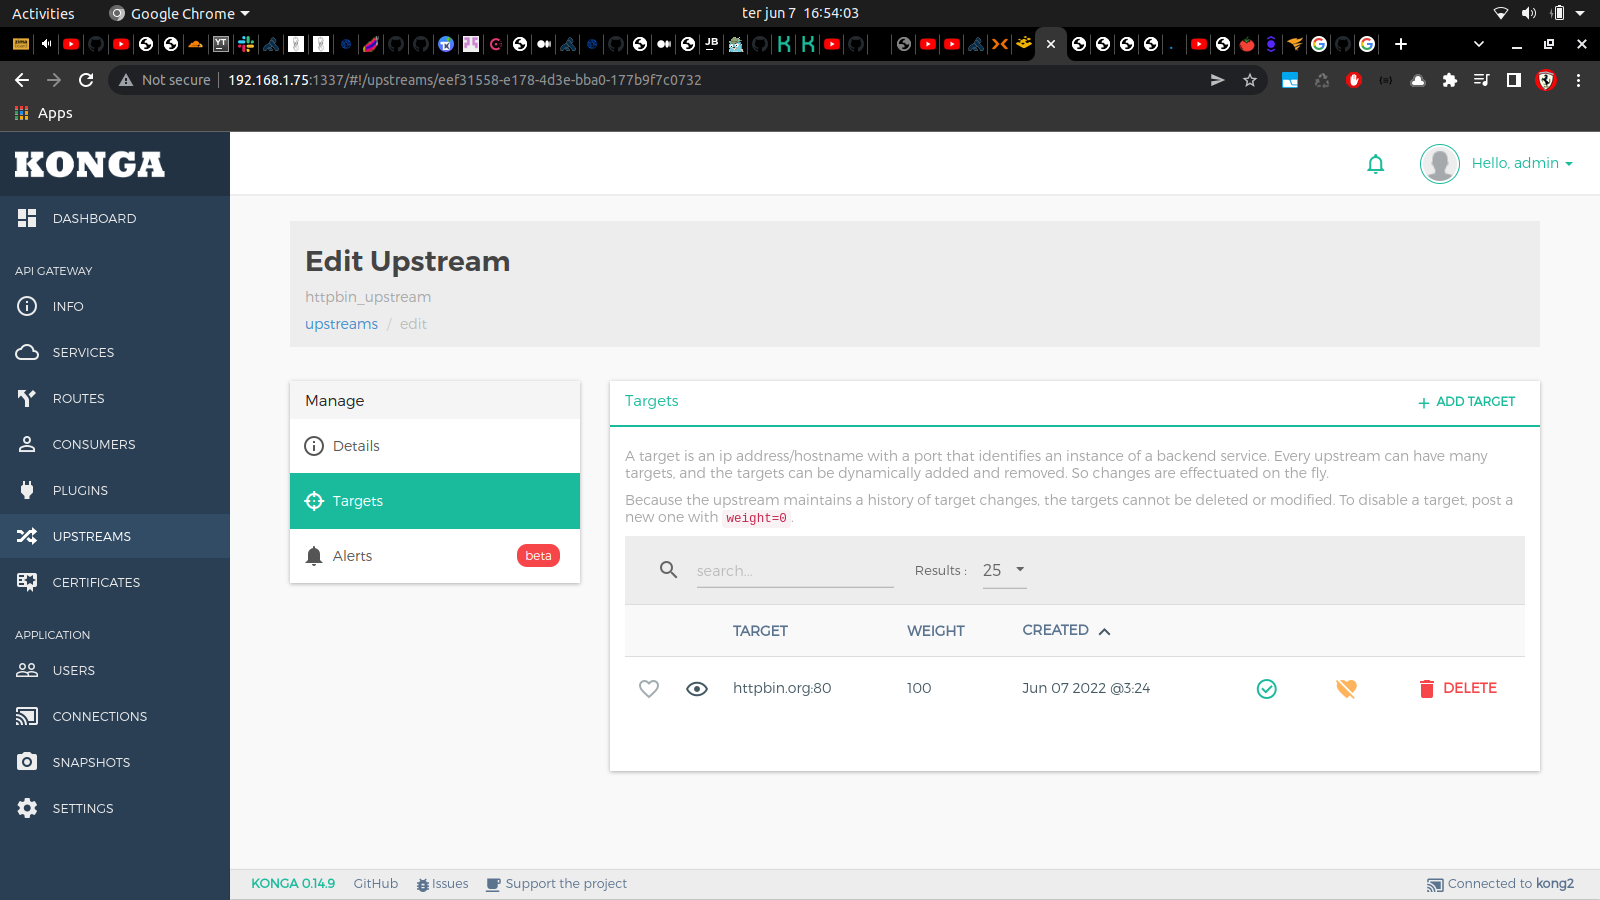 Activities
Google Chrome
ter jun 7 16:54:03
YT
JB
Not secure
192.168.1.75:1337/#!/upstreams/eef31558-e178-4d3e-bba0-177b9f7c0732
Apps
KONGA
Hello, admin
DASHBOARD
API GATEWAY
INFO
SERVICES
ROUTES
CONSUMERS
PLUGINS
UPSTREAMS
CERTIFICATES
APPLICATION
USERS
CONNECTIONS
SNAPSHOTS
SETTINGS
Edit Upstream
httpbin_upstream
upstreams / edit
Manage
Details
Targets
Alerts beta
Targets
+ ADD TARGET
A target is an ip address/hostname with a port that identifies an instance of a backend service. Every upstream can have many
targets, and the targets can be dynamically added and removed. So changes are effectuated on the fly.
Because the upstream maintains a history of target changes, the targets cannot be deleted or modified. To disable a target, post a
new one with weight=0.
search...
Results : 25
TARGET WEIGHT CREATED
httpbin.org:80 100 Jun 07 2022 @3:24 DELETE
KONGA 0.14.9 GitHub Issues Support the project
Connected to kong2